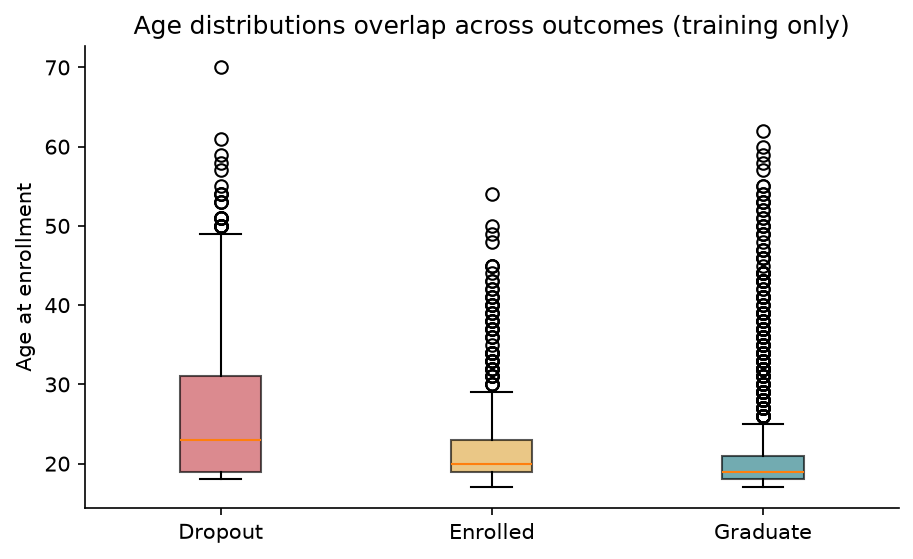 Age distributions overlap across outcomes (training only)
Age at enrollment
70
60
50
40
30
20
Dropout
Enrolled
Graduate